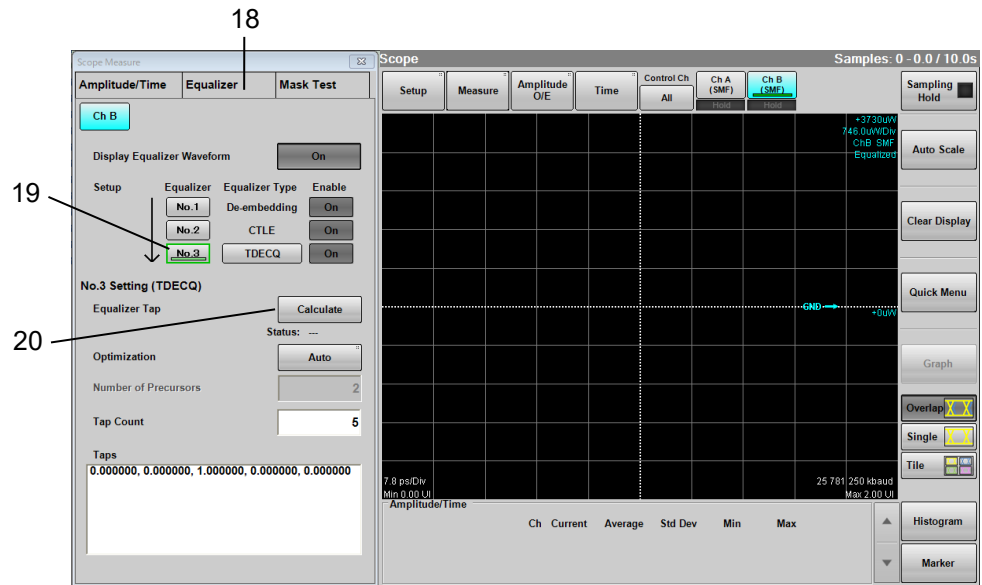 18
Scope Measure
Amplitude/Time Equalizer Mask Test
Ch B
Display Equalizer Waveform On
Setup Equalizer Equalizer Type Enable
19
No.1 De-embedding On
No.2 CTLE On
No.3 TDECQ On
No.3 Setting (TDECQ)
Equalizer Tap Calculate
20
Status: ---
Optimization Auto
Number of Precursors 2
Tap Count 5
Taps
0.000000, 0.000000, 1.000000, 0.000000, 0.000000
Scope Samples: 0 - 0.0 / 10.0s
Setup Measure Amplitude O/E Time Control Ch All Ch A (SMF) Hold Ch B (SMF) Hold
Sampling Hold
+3730uW
746.0uW/Div
ChB SMF
Equalized
Auto Scale
Clear Display
Quick Menu
GND
+0uW
Graph
Overlap
Single
Tile
7.8 ps/Div 25 781 250 kbaud
Min 0.00 UI Max 2.00 UI
Amplitude/Time
Ch Current Average Std Dev Min Max
Histogram
Marker